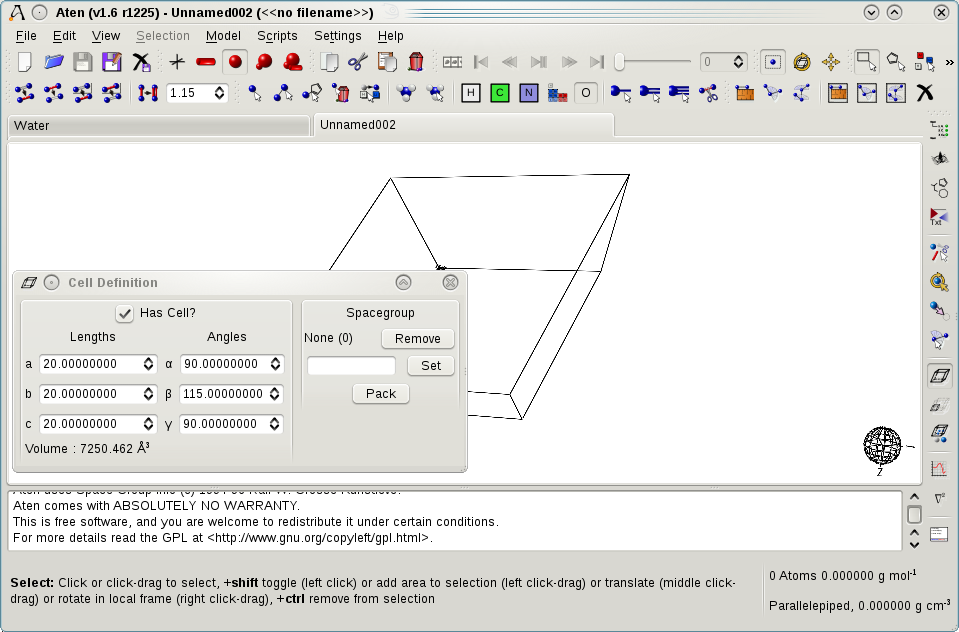 Aten (v1.6 r1225) - Unnamed002 (<<no filename>>)
File Edit View Selection Model Scripts Settings Help
0
»
1.15
H C N O
Water
Unnamed002
Txt
Cell Definition
Has Cell?
Lengths Angles
a 20.00000000 α 90.00000000
b 20.00000000 β 115.00000000
c 20.00000000 γ 90.00000000
Volume : 7250.462 Å³
Spacegroup
None (0) Remove
Set
Pack
Z
Aten comes with ABSOLUTELY NO WARRANTY.
This is free software, and you are welcome to redistribute it under certain conditions.
For more details read the GPL at <http://www.gnu.org/copyleft/gpl.html>.
Select: Click or click-drag to select, +shift toggle (left click) or add area to selection (left click-drag) or translate (middle click-
drag) or rotate in local frame (right click-drag), +ctrl remove from selection
0 Atoms 0.000000 g mol⁻¹
Parallelepiped, 0.000000 g cm⁻³